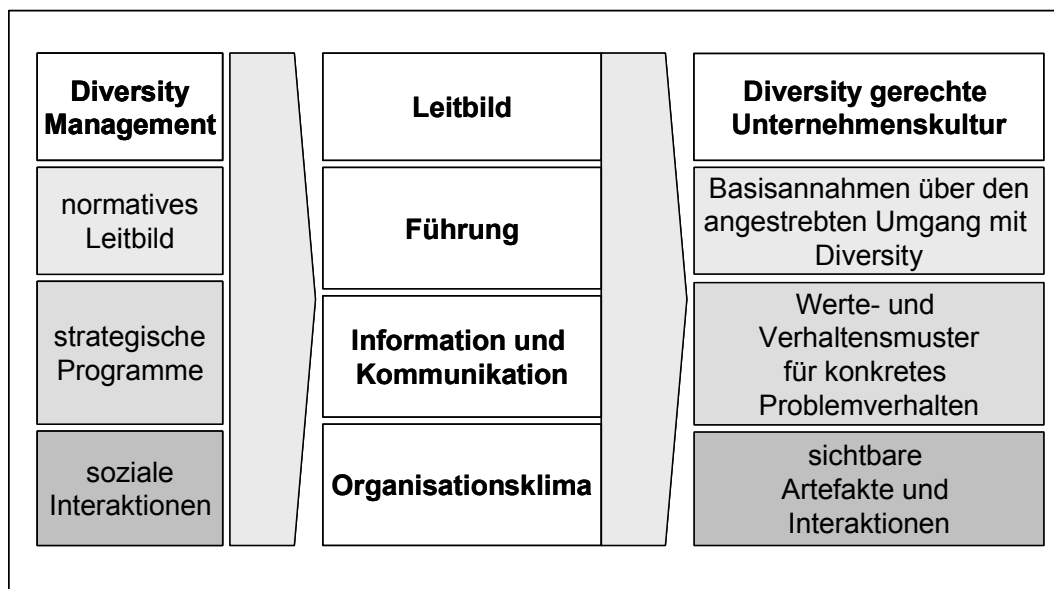 Diversity
Management
normatives
Leitbild
strategische
Programme
soziale
Interaktionen
Leitbild
Führung
Information und
Kommunikation
Organisationsklima
Diversity gerechte
Unternehmenskultur
Basisannahmen über den
angestrebten Umgang mit
Diversity
Werte- und
Verhaltensmuster
für konkretes
Problemverhalten
sichtbare
Artefakte und
Interaktionen